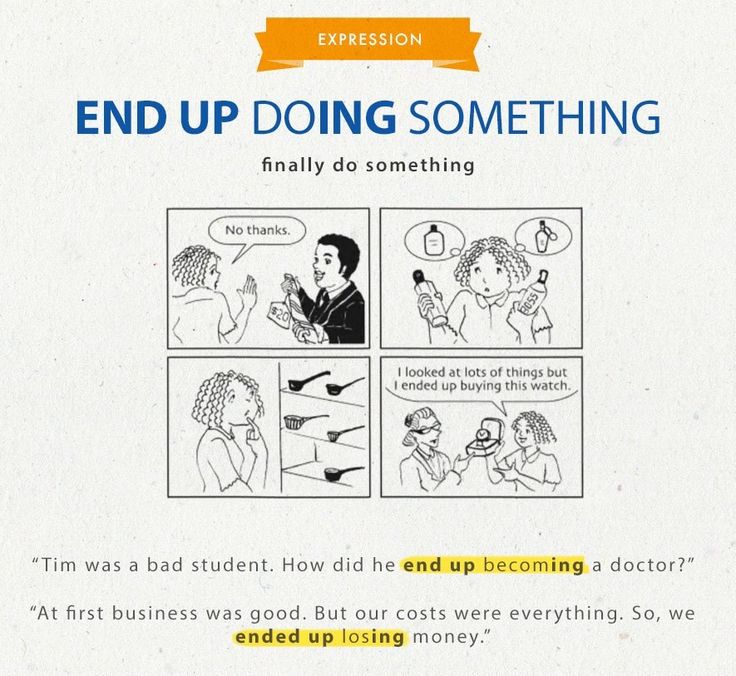 EXPRESSION
END UP DOING SOMETHING
finally do something
No thanks.
$20
BOSS
I looked at lots of things but
I ended up buying this watch.
“Tim was a bad student. How did he end up becoming a doctor?”
“At first business was good. But our costs were everything. So, we
ended up losing money.”